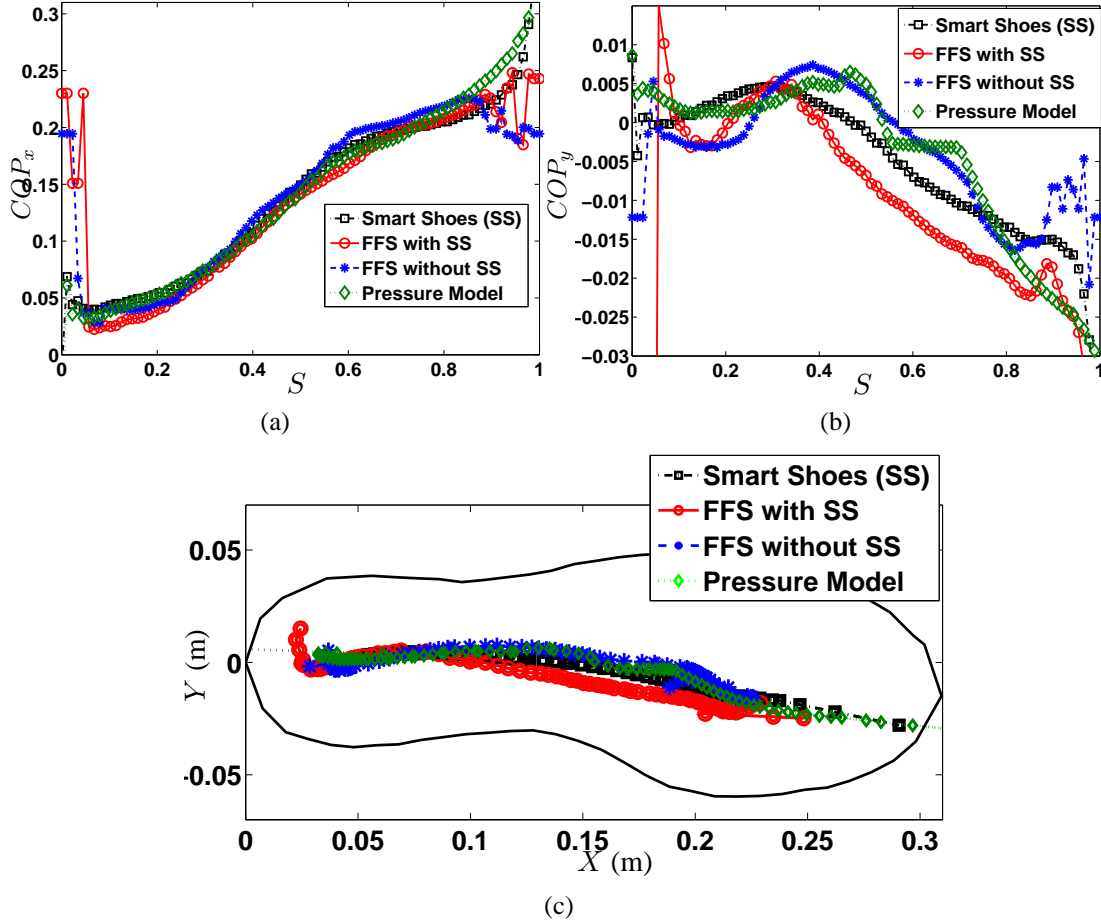 0.3
0.25
0.2
0.15
0.1
0.05
0
COP_x
0 0.2 0.4 0.6 0.8 1
S
Smart Shoes (SS)
FFS with SS
FFS without SS
Pressure Model
(a)
0.01
0.005
0
−0.005
−0.01
−0.015
−0.02
−0.025
−0.03
COP_y
0 0.2 0.4 0.6 0.8 1
S
Smart Shoes (SS)
FFS with SS
FFS without SS
Pressure Model
(b)
0.05
0
-0.05
Y (m)
0 0.05 0.1 0.15 0.2 0.25 0.3
X (m)
Smart Shoes (SS)
FFS with SS
FFS without SS
Pressure Model
(c)